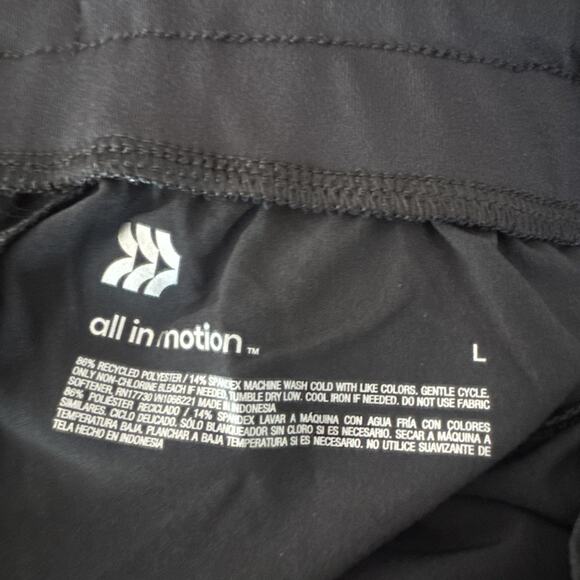 all in motion ™
L
86% RECYCLED POLYESTER / 14% SPANDEX MACHINE WASH COLD WITH LIKE COLORS, GENTLE CYCLE.
ONLY NON-CHLORINE BLEACH IF NEEDED. TUMBLE DRY LOW. COOL IRON IF NEEDED. DO NOT USE FABRIC
SOFTENER. RN17730 VN1066221 MADE IN INDONESIA
86% POLIÉSTER RECICLADO / 14% SPANDEX LAVAR A MÁQUINA CON AGUA FRÍA CON COLORES
SIMILARES. CICLO DELICADO. SÓLO BLANQUEADOR SIN CLORO SI ES NECESARIO. SECAR A MÁQUINA A
TEMPERATURA BAJA. PLANCHAR A BAJA TEMPERATURA SI ES NECESARIO. NO UTILICE SUAVIZANTE DE
TELA HECHO EN INDONESIA